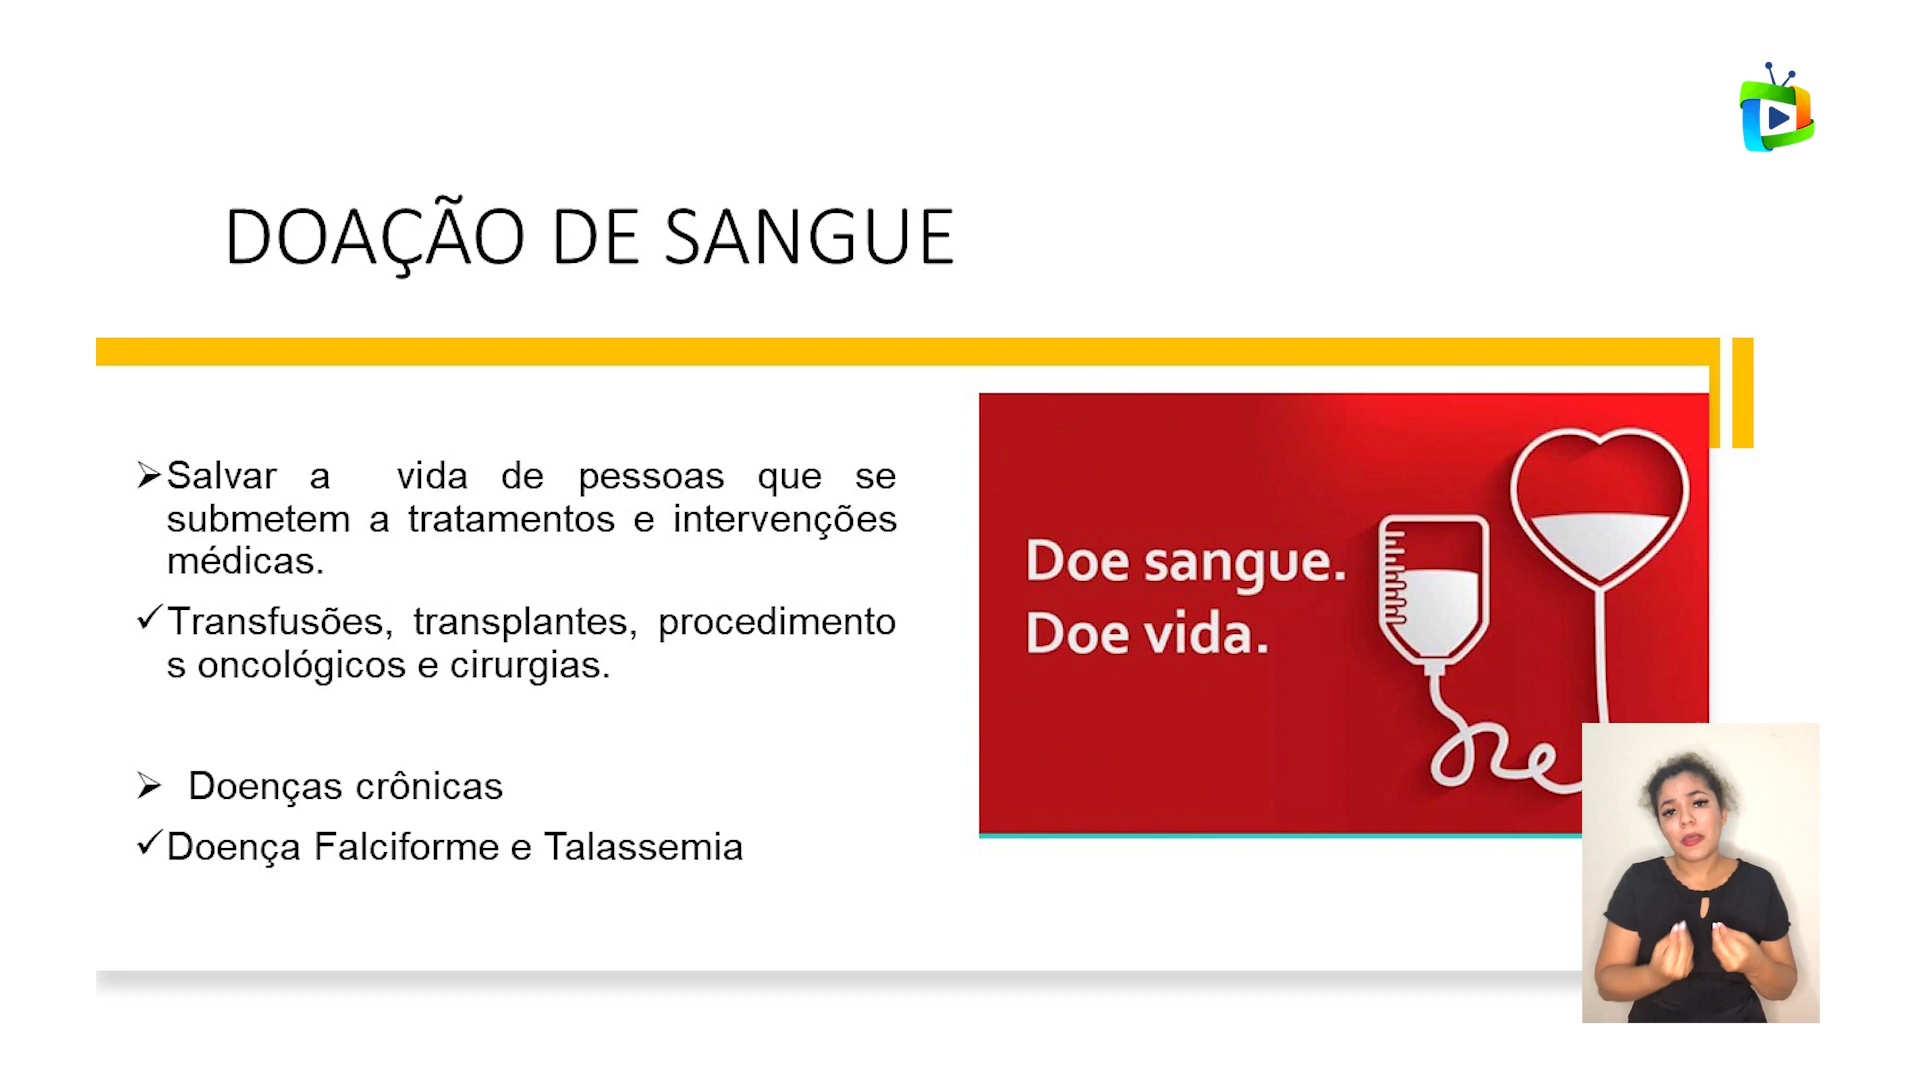 DOAÇÃO DE SANGUE
➢Salvar a vida de pessoas que se
submetem a tratamentos e intervenções
médicas.
✓Transfusões, transplantes, procedimento
s oncológicos e cirurgias.
➢ Doenças crônicas
✓Doença Falciforme e Talassemia
Doe sangue.
Doe vida.